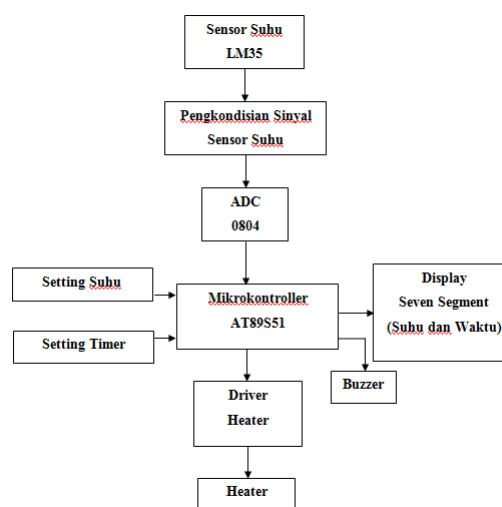 Sensor Suhu
LM35
Pengkondisian Sinyal
Sensor Suhu
ADC
0804
Setting Suhu
Setting Timer
Mikrokontroller
AT89S51
Display
Seven Segment
(Suhu dan Waktu)
Buzzer
Driver
Heater
Heater